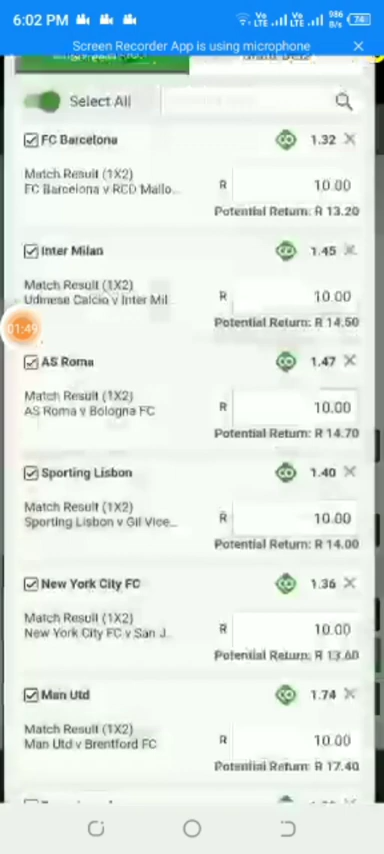 6:02 PM
Vo LTE Vo LTE 986 B/s 74
Screen Recorder App is using microphone
Select All
FC Barcelona 1.32
Match Result (1X2)
FC Barcelona v RCD Mallo... R 10.00
Potential Return: R 13.20
Inter Milan 1.45
Match Result (1X2)
Udinese Calcio v Inter Mil R 10.00
Potential Return: R 14.50
01:49
AS Roma 1.47
Match Result (1X2)
AS Roma v Bologna FC R 10.00
Potential Return: R 14.70
Sporting Lisbon 1.40
Match Result (1X2)
Sporting Lisbon v Gil Vice... R 10.00
Potential Return: R 14.00
New York City FC 1.36
Match Result (1X2)
New York City FC v San J... R 10.00
Potential Return: R 13.60
Man Utd 1.74
Match Result (1X2)
Man Utd v Brentford FC R 10.00
Potential Return: R 17.40